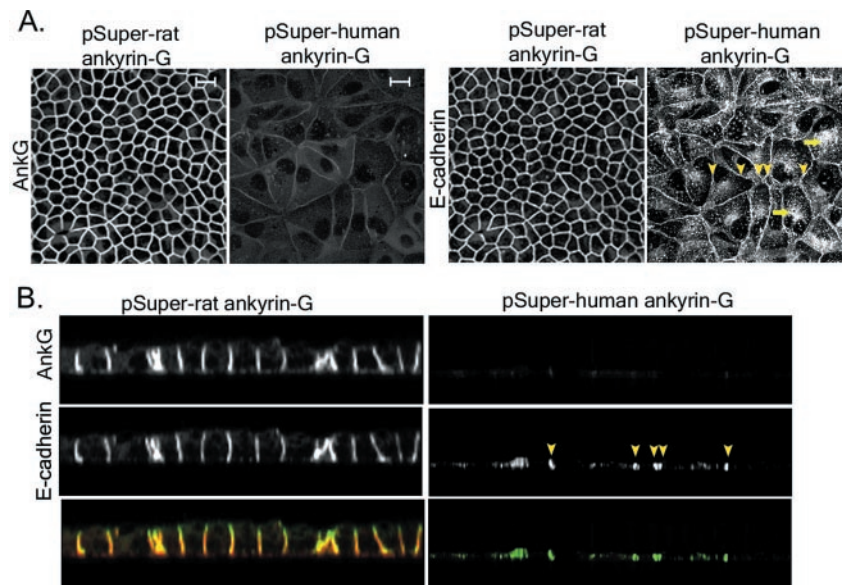 A.
pSuper-rat
ankyrin-G
pSuper-human
ankyrin-G
pSuper-rat
ankyrin-G
pSuper-human
ankyrin-G
AnkG
E-cadherin
B.
pSuper-rat ankyrin-G
pSuper-human ankyrin-G
AnkG
E-cadherin